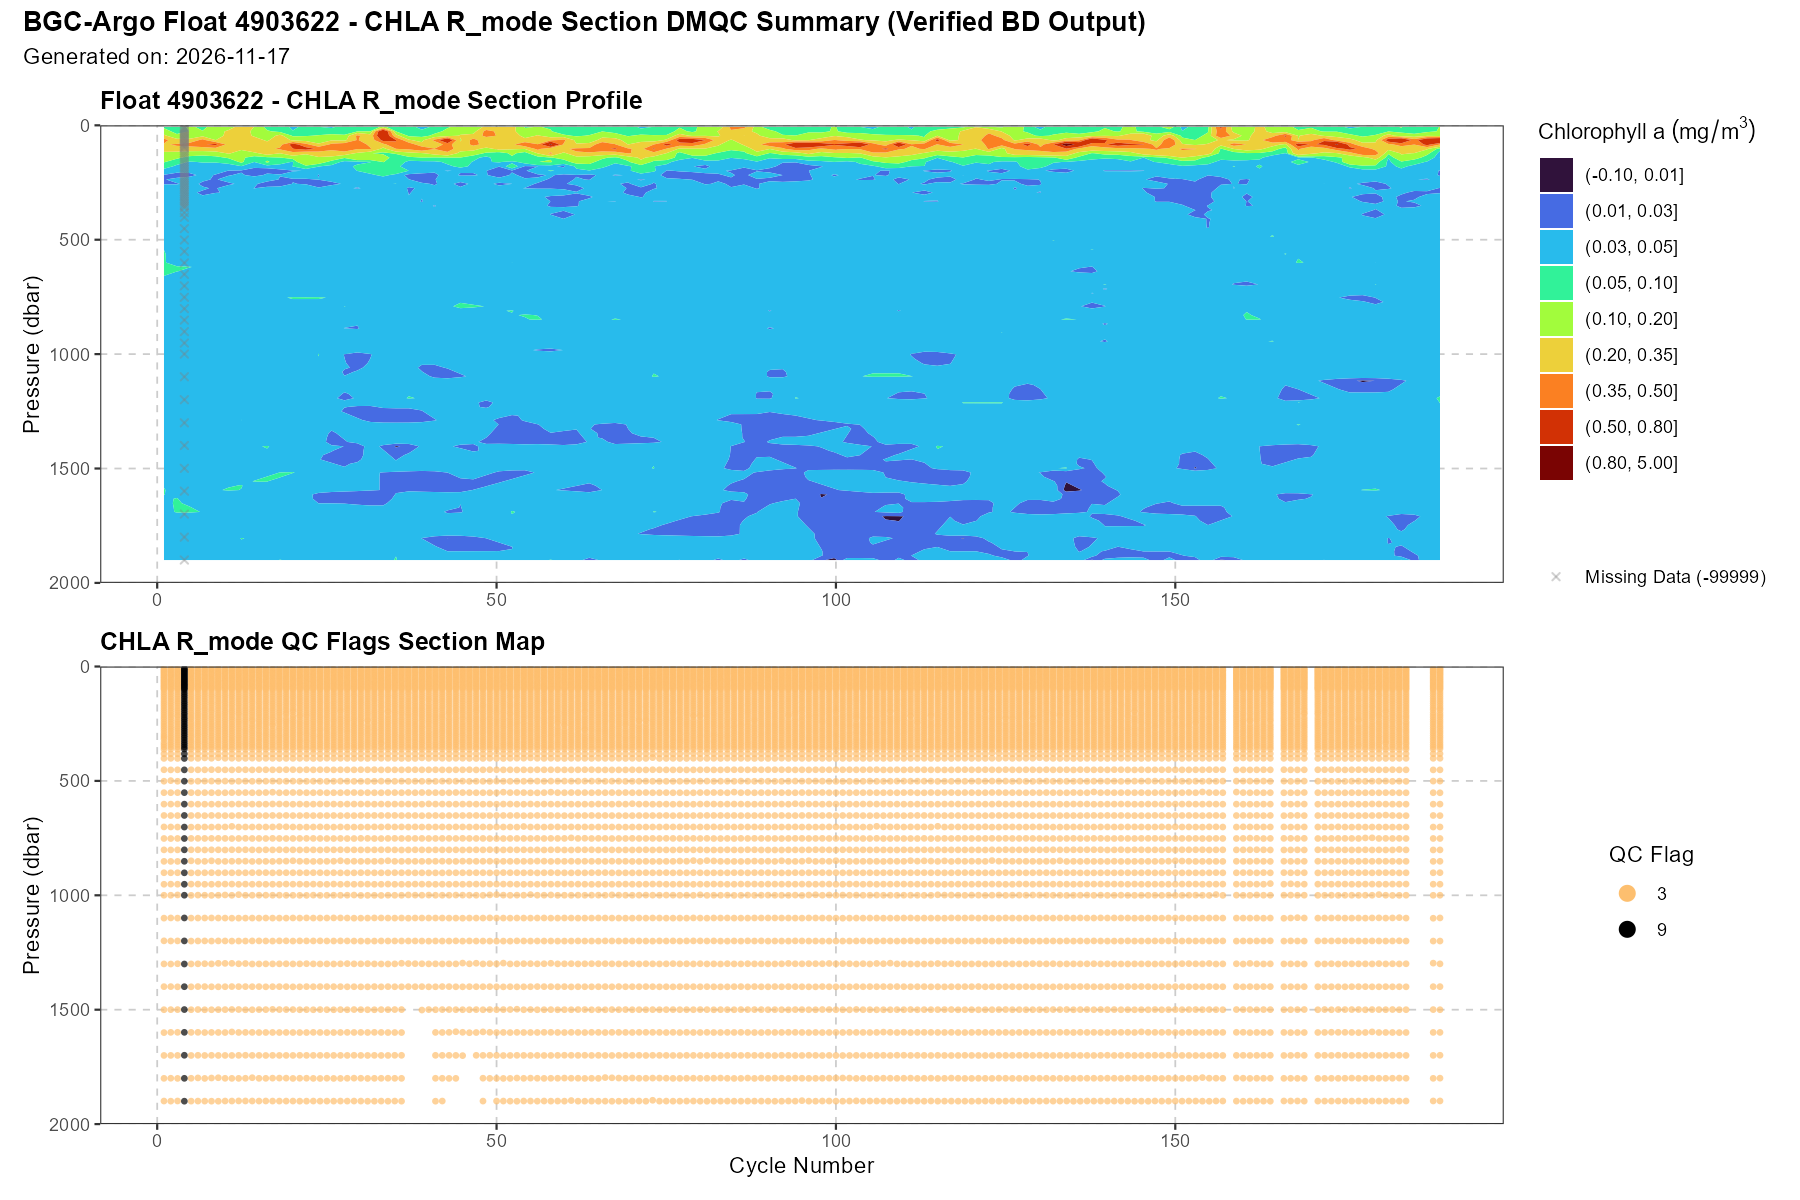 BGC-Argo Float 4903622 - CHLA R_mode Section DMQC Summary (Verified BD Output)
Generated on: 2026-11-17
Float 4903622 - CHLA R_mode Section Profile
Pressure (dbar)
0
500
1000
1500
2000
0
50
100
150
Chlorophyll a (mg/m3)
(-0.10, 0.01]
(0.01, 0.03]
(0.03, 0.05]
(0.05, 0.10]
(0.10, 0.20]
(0.20, 0.35]
(0.35, 0.50]
(0.50, 0.80]
(0.80, 5.00]
Missing Data (-99999)
CHLA R_mode QC Flags Section Map
Pressure (dbar)
0
500
1000
1500
2000
0
50
100
150
Cycle Number
QC Flag
3
9